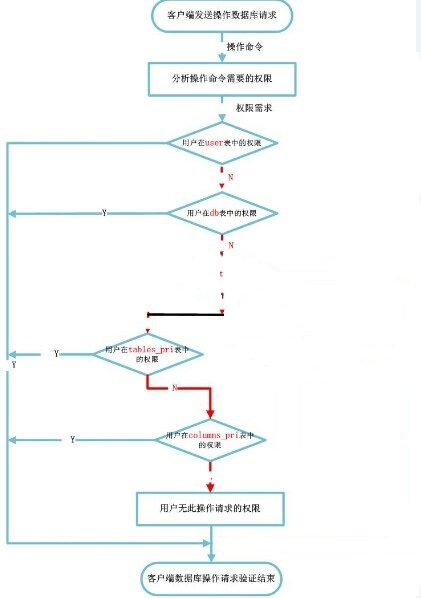 客户端发送操作数据库请求
操作命令
分析操作命令需要的权限
权限需求
用户在user表中的权限
N
Y
用户在db表中的权限
N
t
Y
用户在tables_pri表中
的权限
Y
N
Y
用户在columns_pri表中
的权限
用户无此操作请求的权限
客户端数据库操作请求验证结束